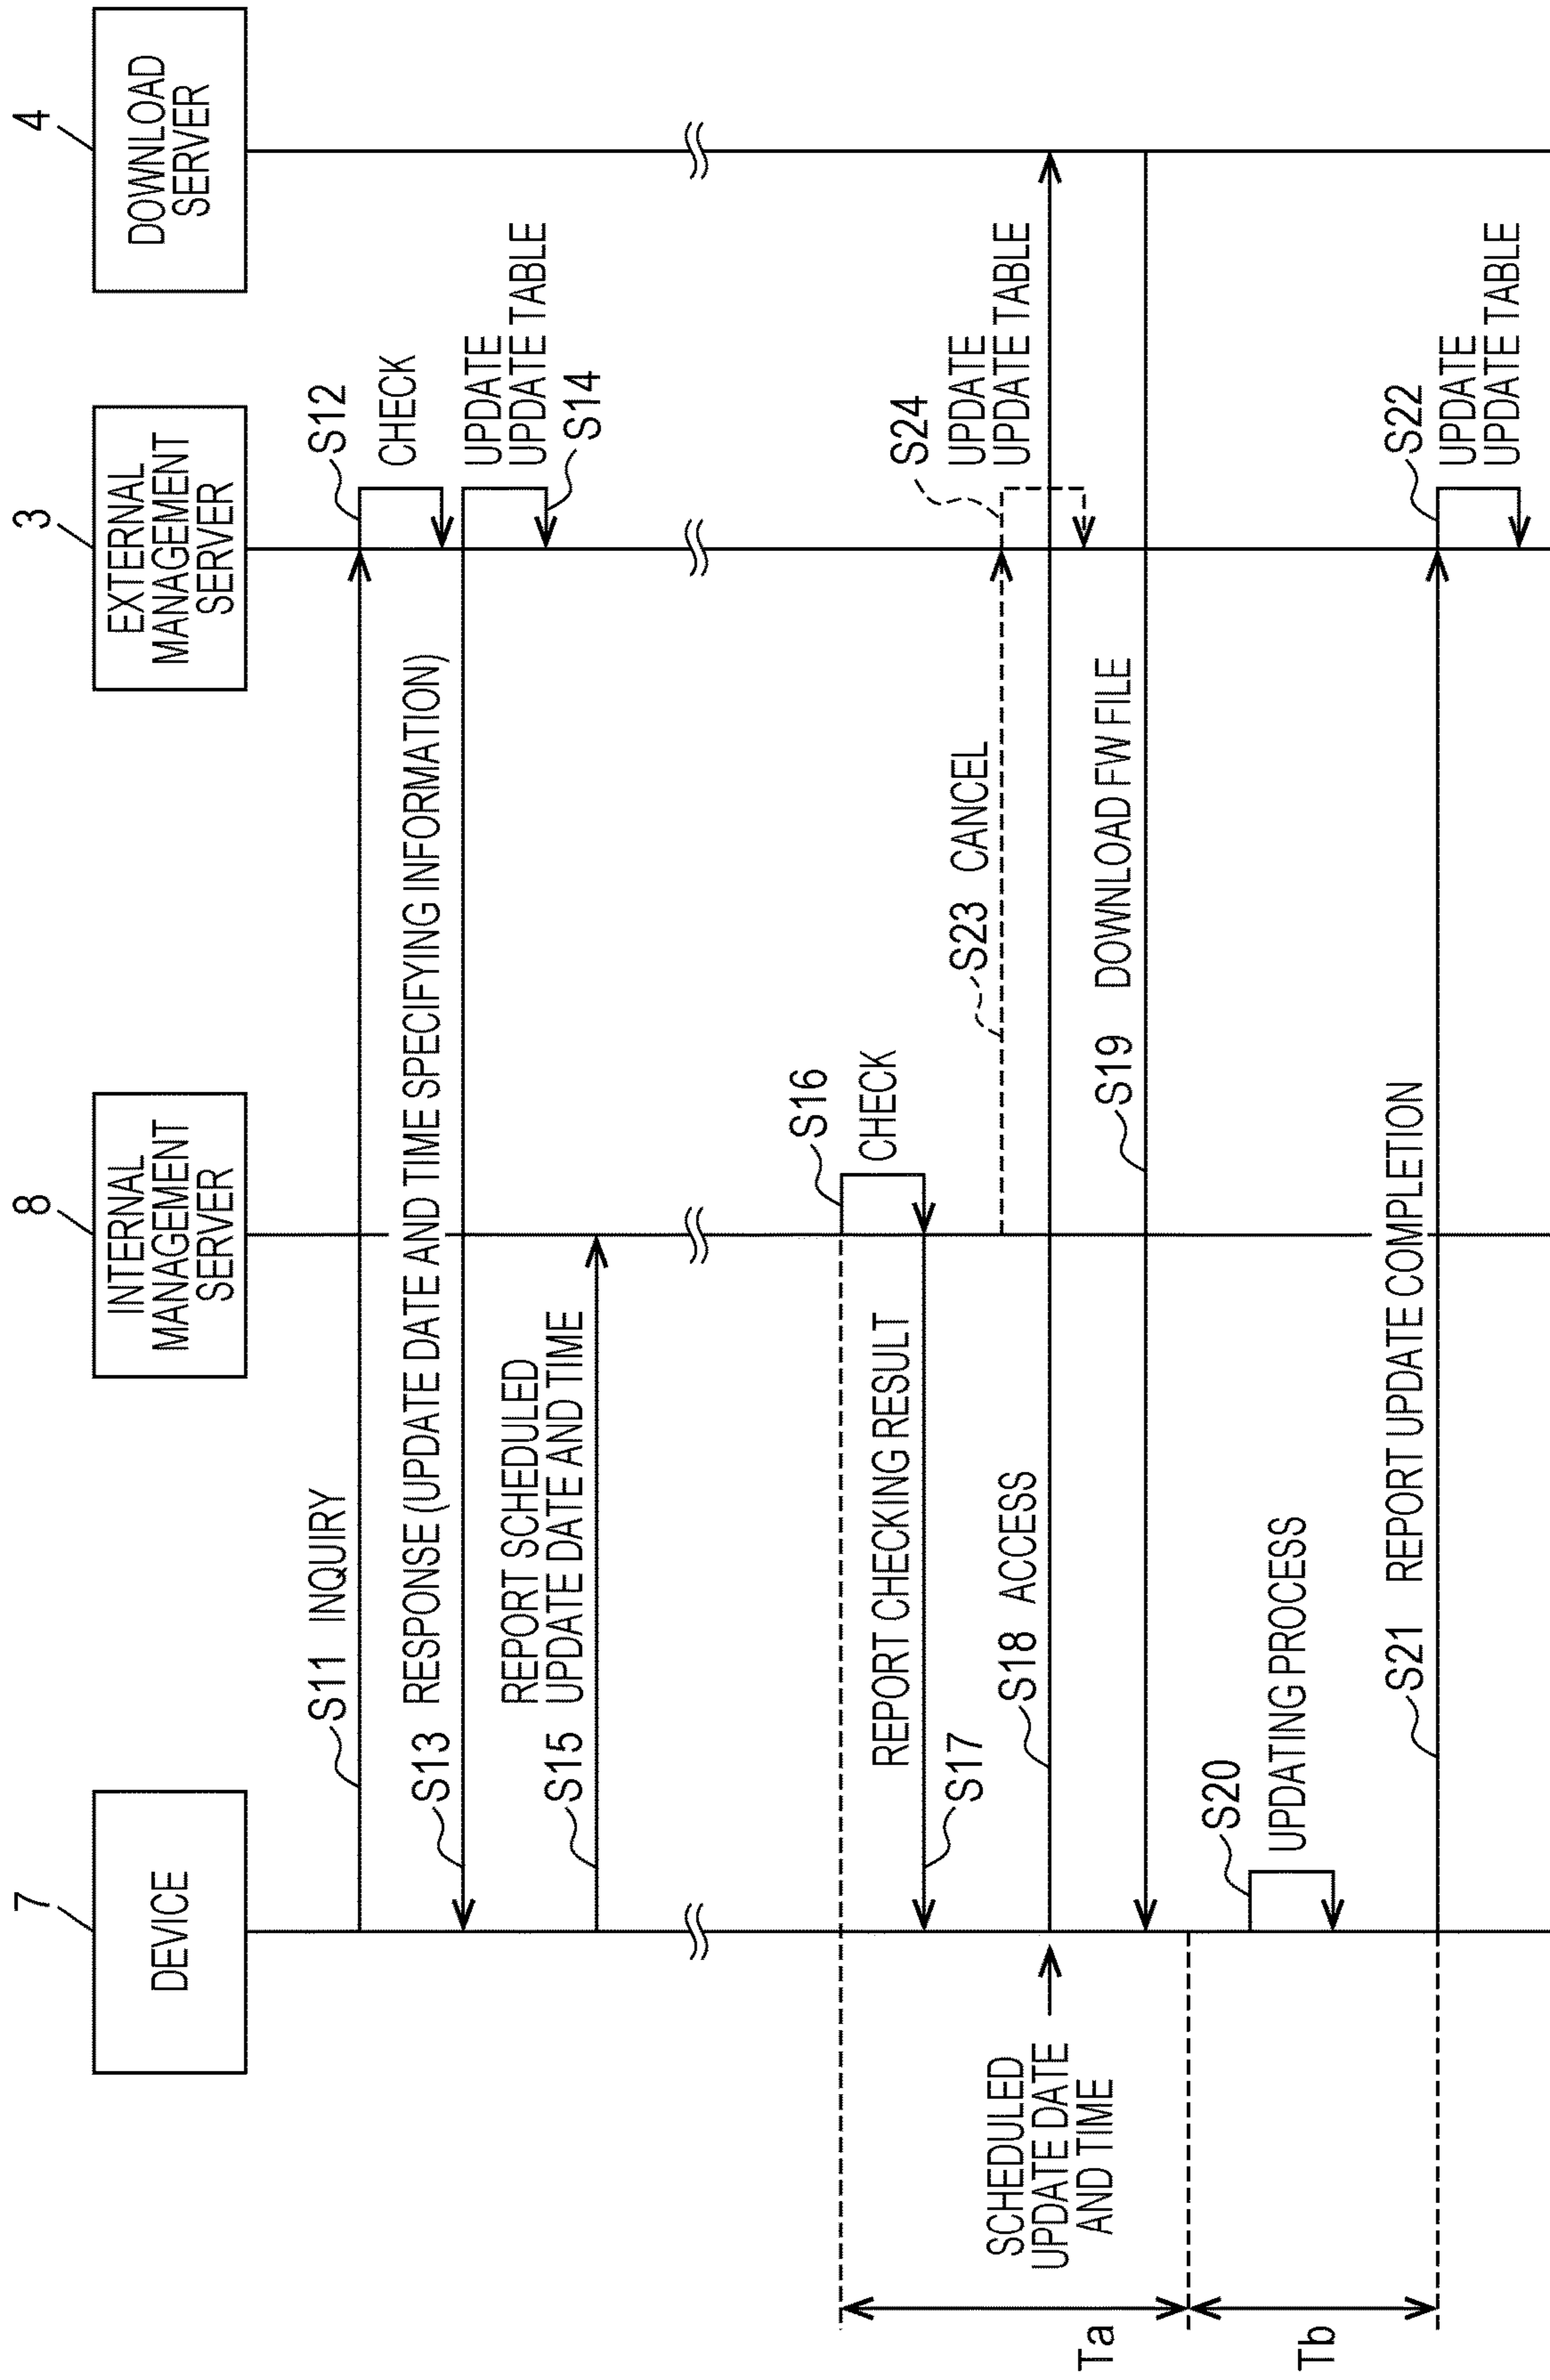 7
DEVICE
8
INTERNAL
MANAGEMENT
SERVER
3
EXTERNAL
MANAGEMENT
SERVER
4
DOWNLOAD
SERVER
S11 INQUIRY
S12
CHECK
S13 RESPONSE (UPDATE DATE AND TIME SPECIFYING INFORMATION)
UPDATE
UPDATE TABLE
S14
REPORT SCHEDULED
S15 UPDATE DATE AND TIME
S16
CHECK
REPORT CHECKING RESULT
S17
S23 CANCEL
S24
UPDATE
UPDATE TABLE
SCHEDULED
UPDATE DATE
AND TIME
S18 ACCESS
S19 DOWNLOAD FW FILE
Ta
S20
UPDATING PROCESS
Tb
S21 REPORT UPDATE COMPLETION
S22
UPDATE
UPDATE TABLE